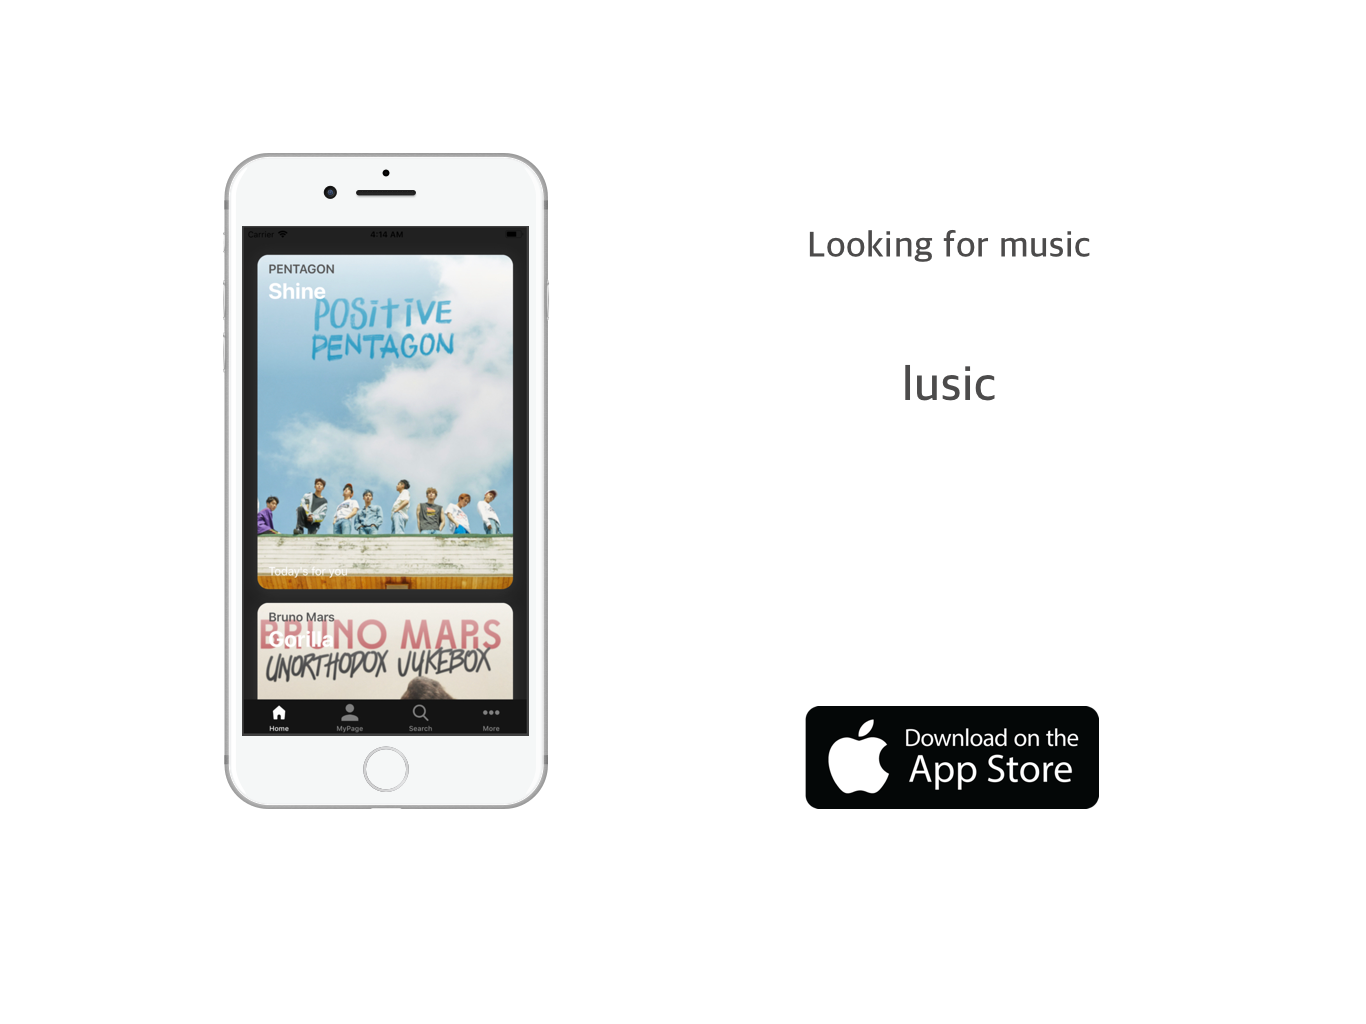 Carrier
4:14 AM
PENTAGON
Shine
POSITIVE
PENTAGON
Today's for you
Bruno Mars
Gorilla
BRUNO MARS
UNORTHODOX JUKEBOX
Home
MyPage
Search
More
Looking for music
lusic
Download on the
App Store